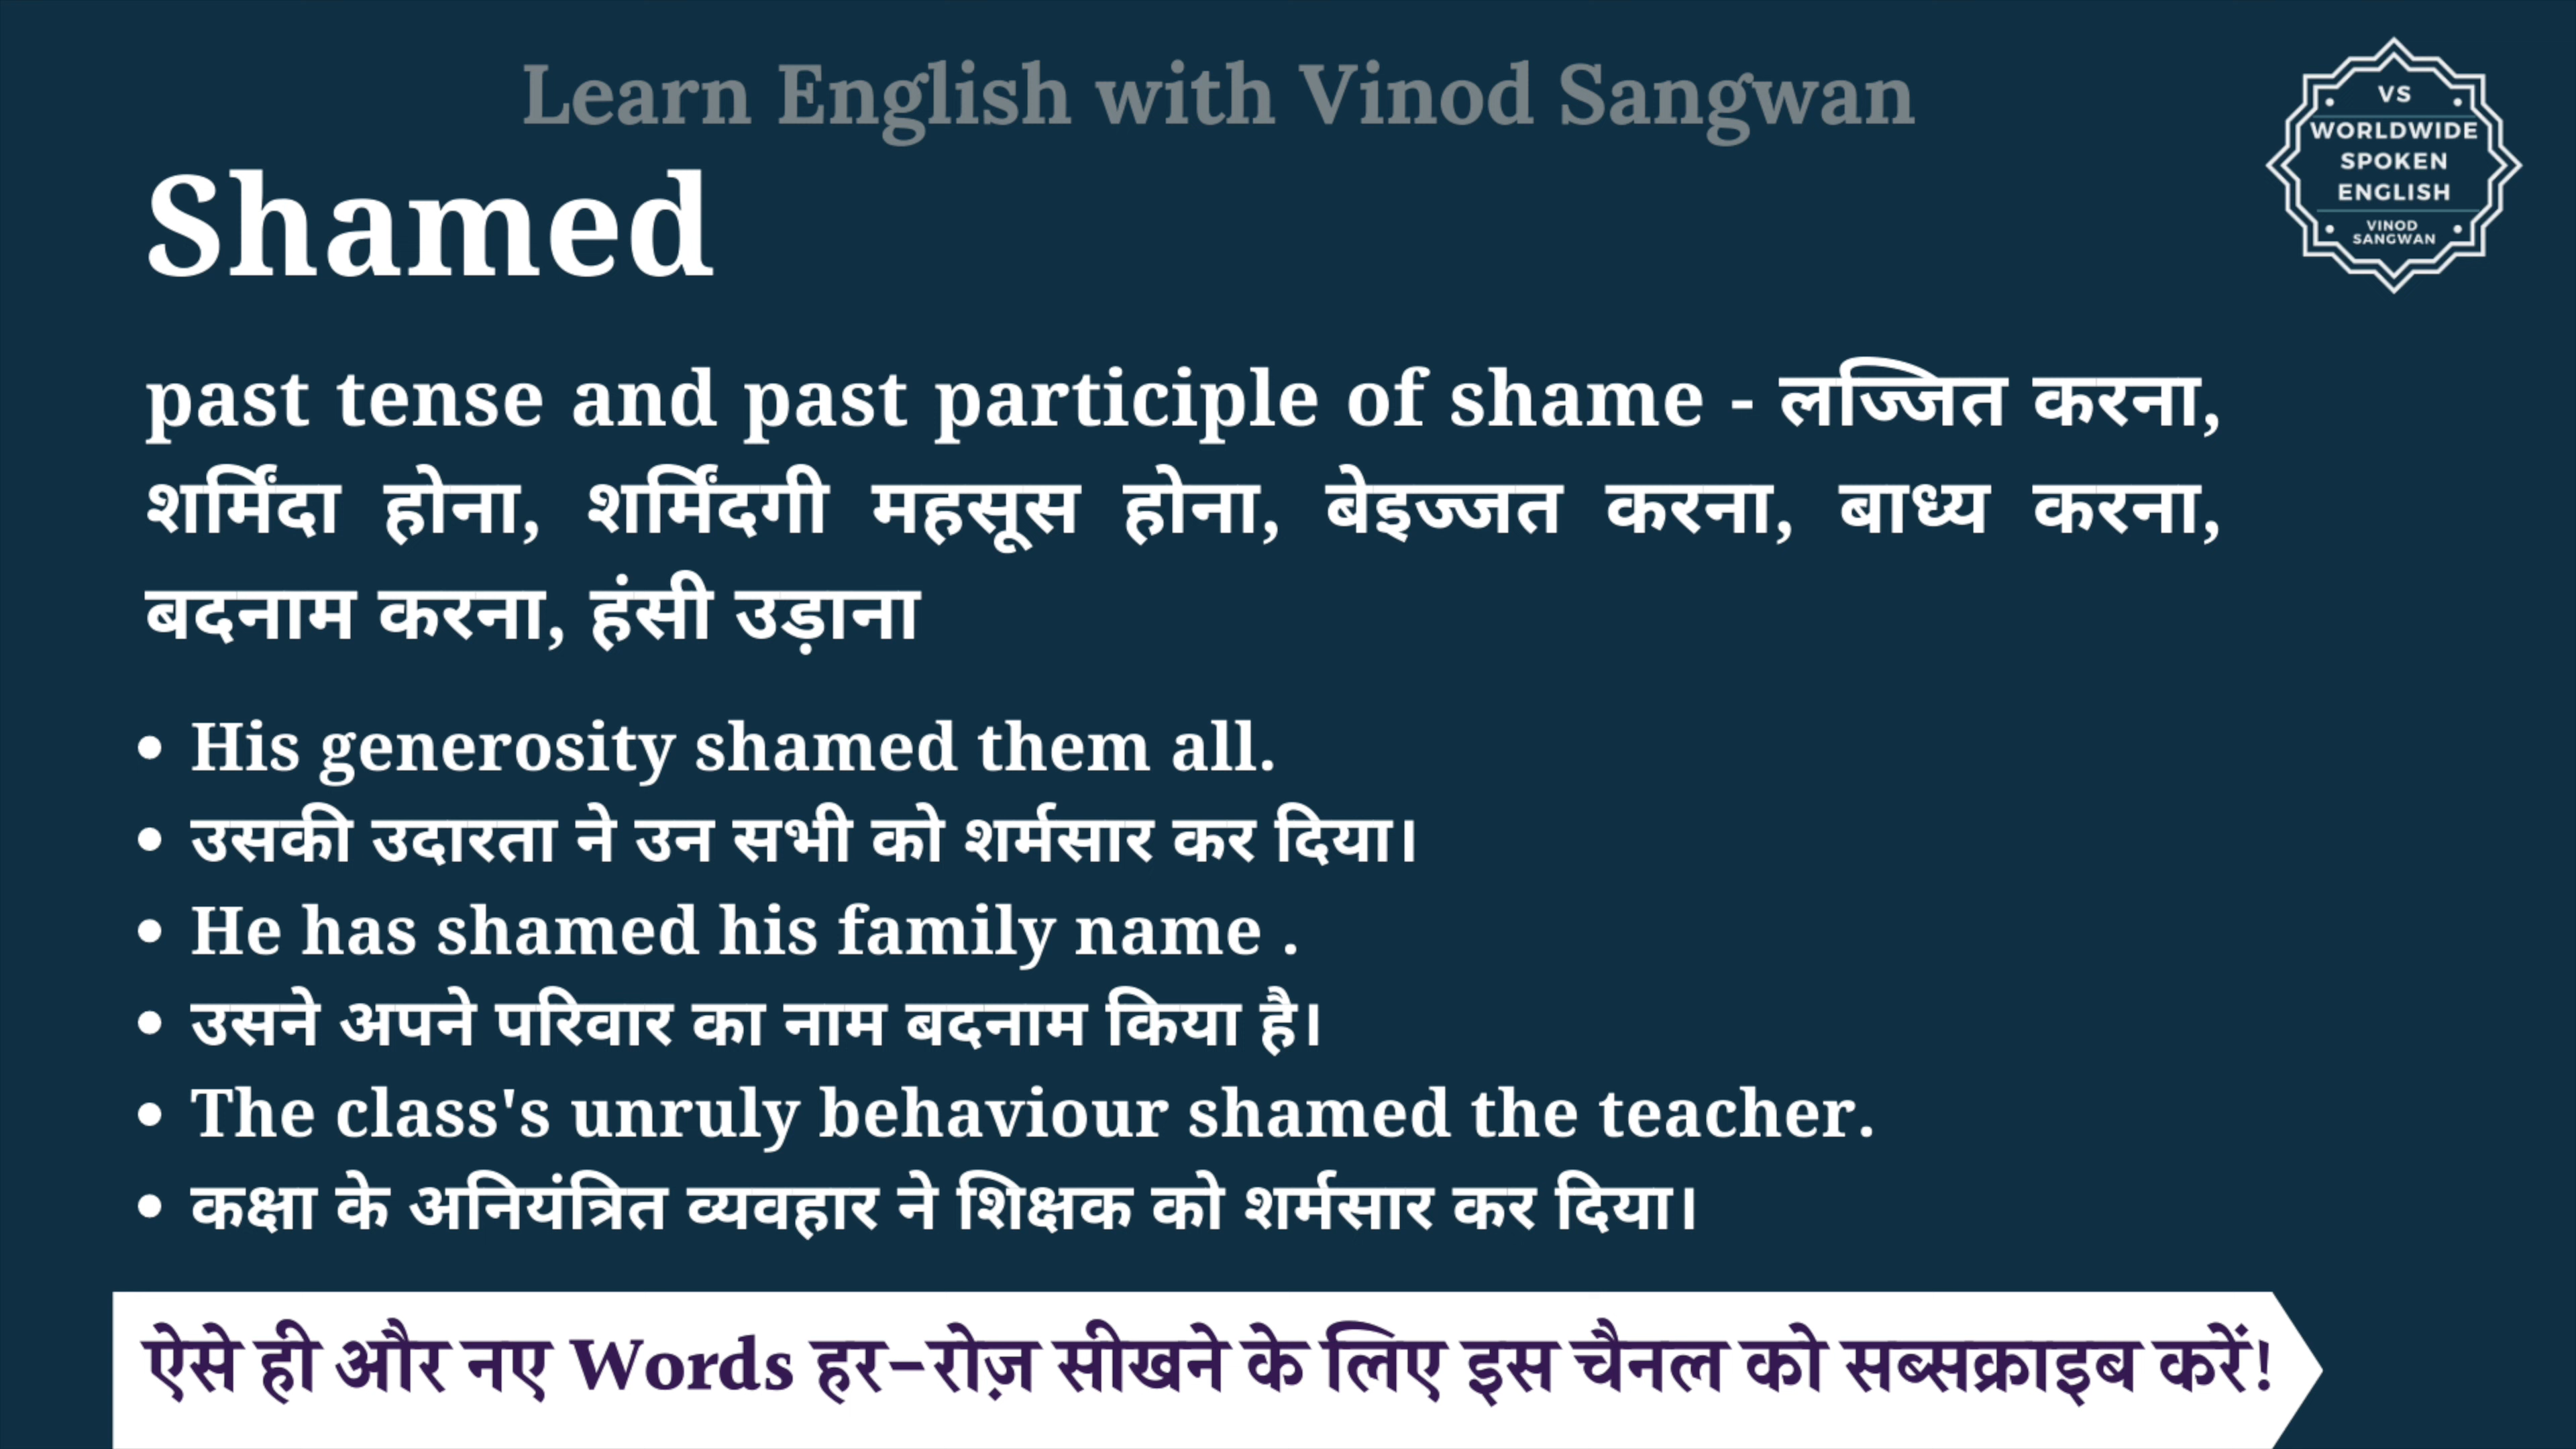 Learn English with Vinod Sangwan
VS
WORLDWIDE
SPOKEN
ENGLISH
VINOD
SANGWAN
Shamed
past tense and past participle of shame - लज्जित करना,
शर्मिंदा होना, शर्मिंदगी महसूस होना, बेइज्जत करना, बाध्य करना,
बदनाम करना, हंसी उड़ाना
• His generosity shamed them all.
• उसकी उदारता ने उन सभी को शर्मसार कर दिया।
• He has shamed his family name .
• उसने अपने परिवार का नाम बदनाम किया है।
• The class's unruly behaviour shamed the teacher.
• कक्षा के अनियंत्रित व्यवहार ने शिक्षक को शर्मसार कर दिया।
ऐसे ही और नए Words हर-रोज़ सीखने के लिए इस चैनल को सब्सक्राइब करें!